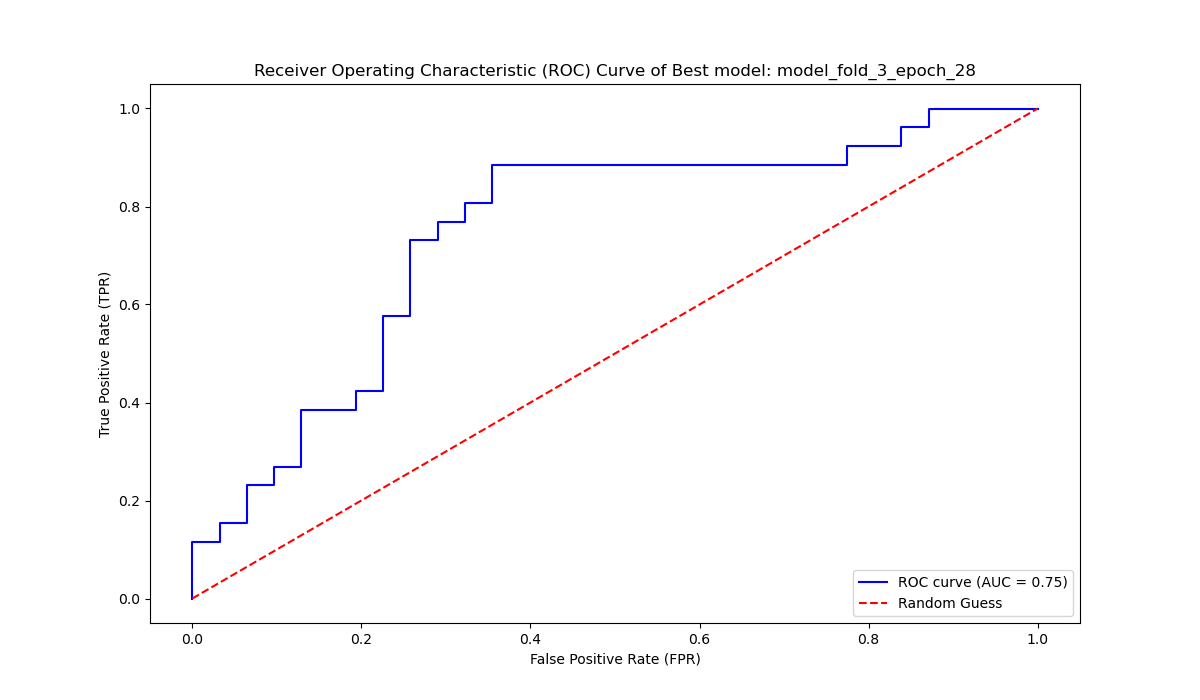 Receiver Operating Characteristic (ROC) Curve of Best model: model_fold_3_epoch_28
1.0
0.8
0.6
0.4
0.2
0.0
True Positive Rate (TPR)
ROC curve (AUC = 0.75)
Random Guess
0.0 0.2 0.4 0.6 0.8 1.0
False Positive Rate (FPR)